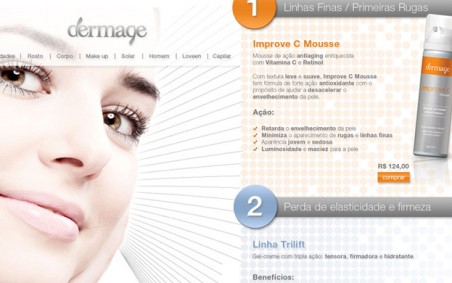 dermage
dades | Rosto | Corpo | Make up | Solar | Homem | Loveen | Capilar
1 Linhas Finas / Primeiras Rugas
Improve C Mousse
Mousse de ação antiaging enriquecida
com Vitamina C e Retinol
Com textura leve e suave, Improve C Mousse
tem fórmula de forte ação antioxidante com o
propósito de ajudar a desacelerar o
envelhecimento da pele.
Ação:
Retarda o envelhecimento da pele
Minimiza o aparecimento de rugas e linhas finas
Aparência jovem e sedosa
Luminosidade e maciez para a pele
dermage
R$ 124,00
comprar
2 Perda de elasticidade e firmeza
Linha Trilift
Gel-creme com tripla ação: tensora, firmadora e hidratante.
Benefícios: